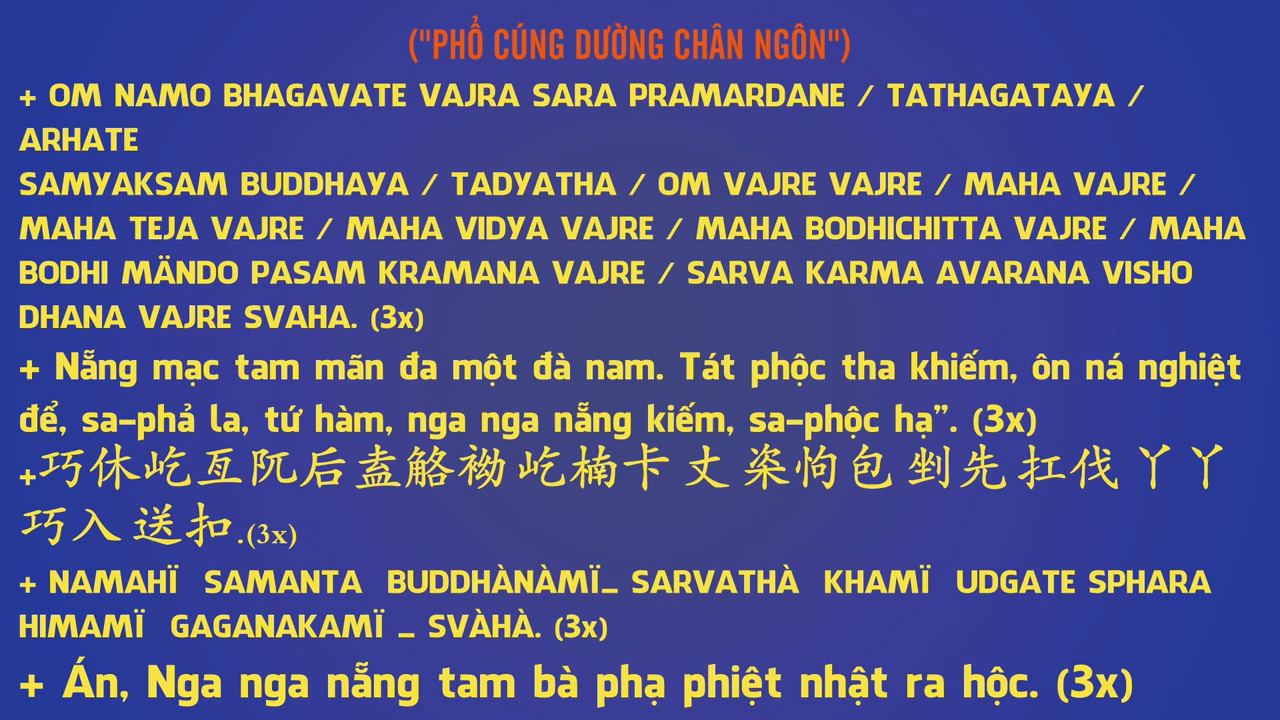 ("PHỔ CÚNG DƯỜNG CHÂN NGÔN")
+ OM NAMO BHAGAVATE VAJRA SARA PRAMARDANE / TATHAGATAYA /
ARHATE
SAMYAKSAM BUDDHAYA / TADYATHA / OM VAJRE VAJRE / MAHA VAJRE /
MAHA TEJA VAJRE / MAHA VIDYA VAJRE / MAHA BODHICHITTA VAJRE / MAHA
BODHI MÄNDO PASAM KRAMANA VAJRE / SARVA KARMA AVARANA VISHO
DHANA VAJRE SVAHA. (3x)
+ Nẵng mạc tam mãn đa một đà nam. Tát phộc tha khiếm, ôn ná nghiệt
để, sa-phả la, tứ hàm, nga nga nẵng kiếm, sa-phộc hạ”. (3x)
+巧休屹亙阢后盍觡袎屹楠卡丈栥怐包剉先扛伐丫丫
巧入送扣.(3x)
+ NAMAHÏ SAMANTA BUDDHÀNÀMÏ_ SARVATHÀ KHAMÏ UDGATE SPHARA
HIMAMÏ GAGANAKAMÏ _ SVÀHÀ. (3x)
+ Án, Nga nga nẵng tam bà phạ phiệt nhật ra hộc. (3x)